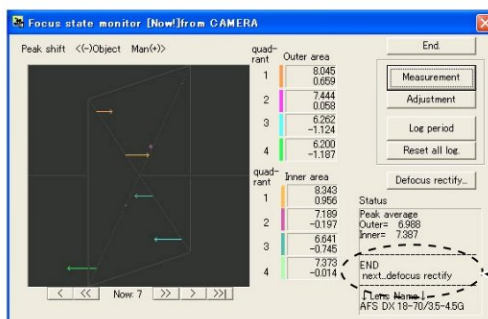 Focus state monitor [Now!]from CAMERA
Peak shift <(-)Object Man(+)>
quad-
rant Outer area
1 8.045
0.659
2 7.444
0.058
3 6.262
-1.124
4 6.200
-1.187
quad-
rant Inner area
1 8.343
0.956
2 7.189
-0.197
3 6.641
-0.745
4 7.373
-0.014
< << Now: 7 >> > >>|
End.
Measurement
Adjustment
Log period
Reset all log.
Defocus rectify...
Status
Peak average
Outer= 6.988
Inner= 7.387
END
next_defocus rectify
↓Lens Name↓
AFS DX 18-70/3.5-4.5G